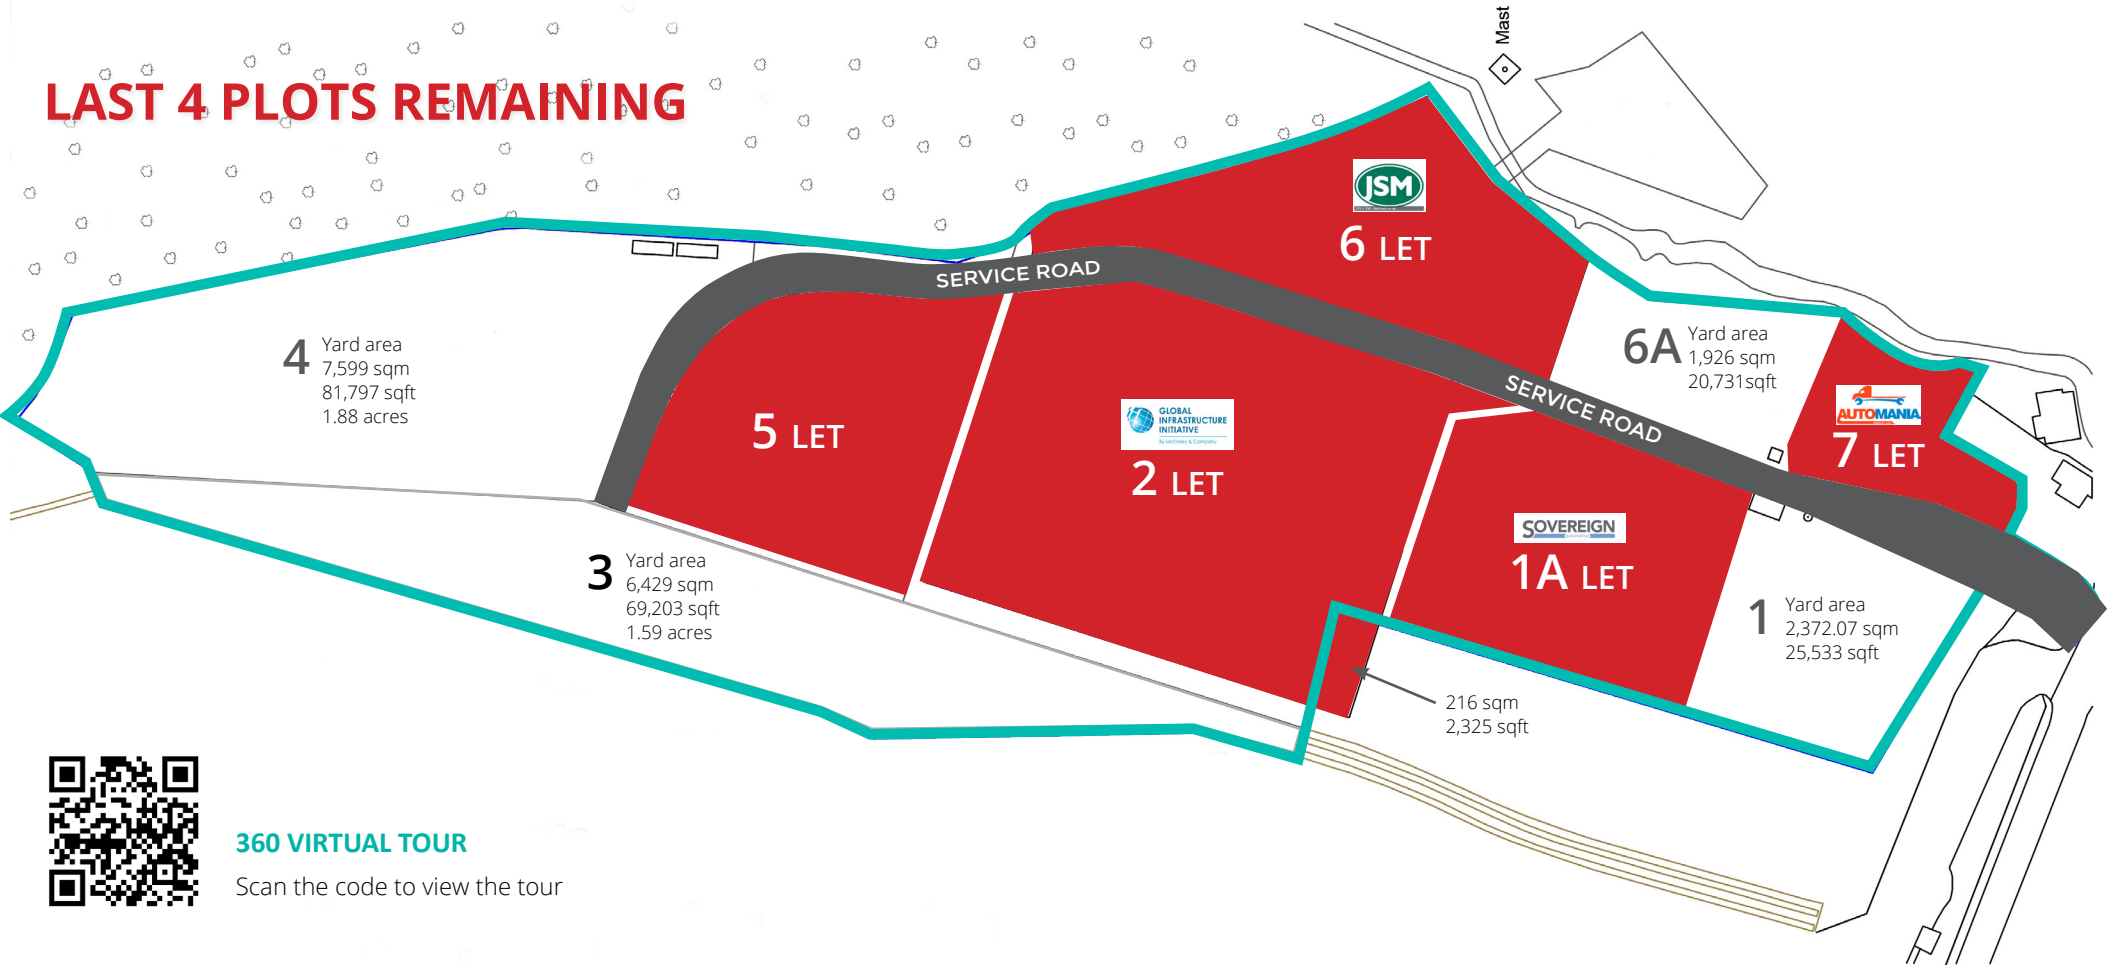 LAST 4 PLOTS REMAINING
Mast
JSM
6 LET
SERVICE ROAD
4
Yard area
7,599 sqm
81,797 sqft
1.88 acres
6A
Yard area
1,926 sqm
20,731sqft
SERVICE ROAD
AUTOMANIA
7 LET
5 LET
GLOBAL
INFRASTRUCTURE
INITIATIVE
By McKinsey & Company
2 LET
SOVEREIGN
automotive
1A LET
3
Yard area
6,429 sqm
69,203 sqft
1.59 acres
1
Yard area
2,372.07 sqm
25,533 sqft
216 sqm
2,325 sqft
360 VIRTUAL TOUR
Scan the code to view the tour